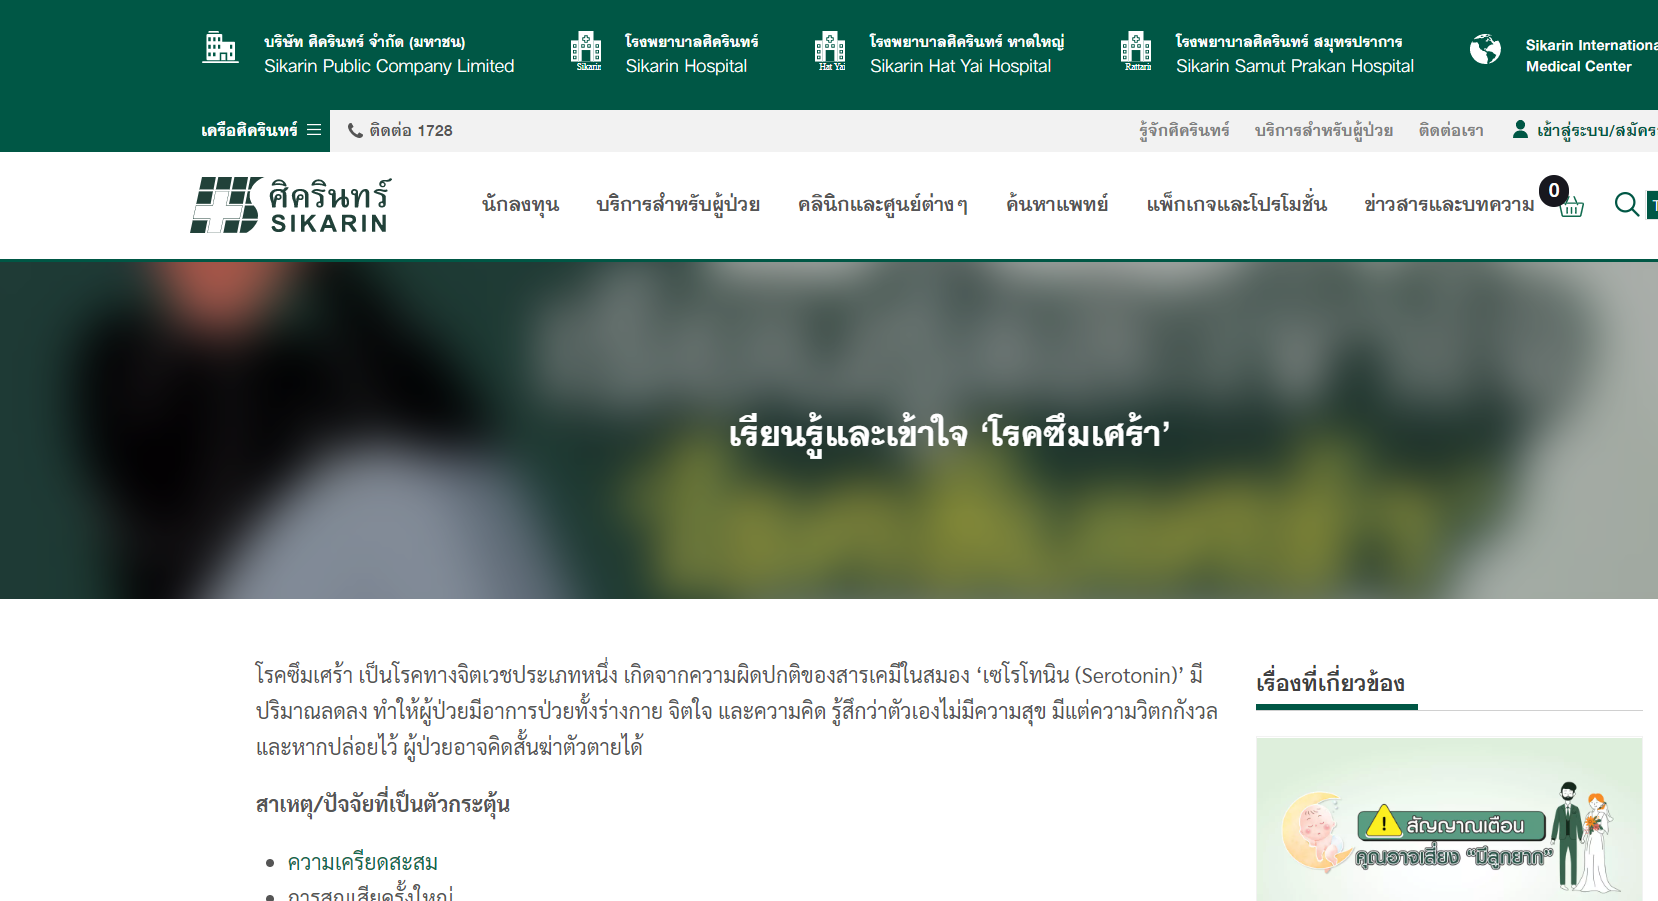 บริษัท ศิครินทร์ จำกัด (มหาชน)
Sikarin Public Company Limited
Sikarin
โรงพยาบาลศิครินทร์
Sikarin Hospital
Hat Yai
โรงพยาบาลศิครินทร์ หาดใหญ่
Sikarin Hat Yai Hospital
โรงพยาบาลศิครินทร์ สมุทรปราการ
Sikarin Samut Prakan Hospital
Sikarin Internationa
Medical Center
เครือศิครินทร์
ติดต่อ 1728
รู้จักศิครินทร์
บริการสำหรับผู้ป่วย
ติดต่อเรา
เข้าสู่ระบบ/สมัคร
ศิครินทร์
SIKARIN
นักลงทุน
บริการสำหรับผู้ป่วย
คลินิกและศูนย์ต่าง ๆ
ค้นหาแพทย์
แพ็กเกจและโปรโมชั่น
ข่าวสารและบทความ
0
เรียนรู้และเข้าใจ ‘โรคซึมเศร้า’
โรคซึมเศร้า เป็นโรคทางจิตเวชประเภทหนึ่ง เกิดจากความผิดปกติของสารเคมีในสมอง ‘เซโรโทนิน (Serotonin)’ มี
ปริมาณลดลง ทำให้ผู้ป่วยมีอาการป่วยทั้งร่างกาย จิตใจ และความคิด รู้สึกว่าตัวเองไม่มีความสุข มีแต่ความวิตกกังวล
และหากปล่อยไว้ ผู้ป่วยอาจคิดสั้นฆ่าตัวตายได้
สาเหตุ/ปัจจัยที่เป็นตัวกระตุ้น
ความเครียดสะสม
การสูญเสียครั้งใหญ่
เรื่องที่เกี่ยวข้อง
สัญญาณเตือน
คุณอาจเสี่ยง “มีลูกยาก”